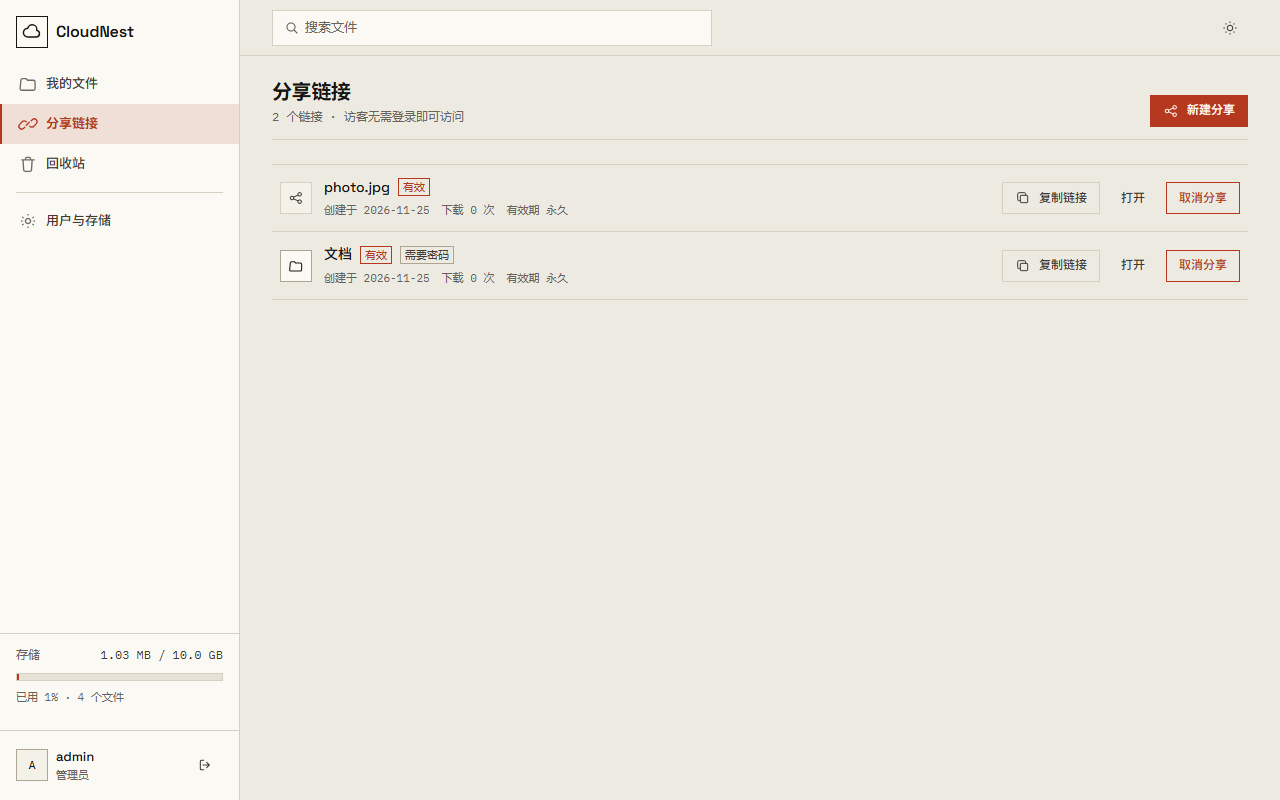 CloudNest
我的文件
分享链接
回收站
用户与存储
存储 1.03 MB / 10.0 GB
已用 1% · 4 个文件
A
admin
管理员
搜索文件
分享链接
2 个链接 · 访客无需登录即可访问
新建分享
photo.jpg 有效
创建于 2026-11-25 下载 0 次 有效期 永久
复制链接 打开 取消分享
文档 有效 需要密码
创建于 2026-11-25 下载 0 次 有效期 永久
复制链接 打开 取消分享